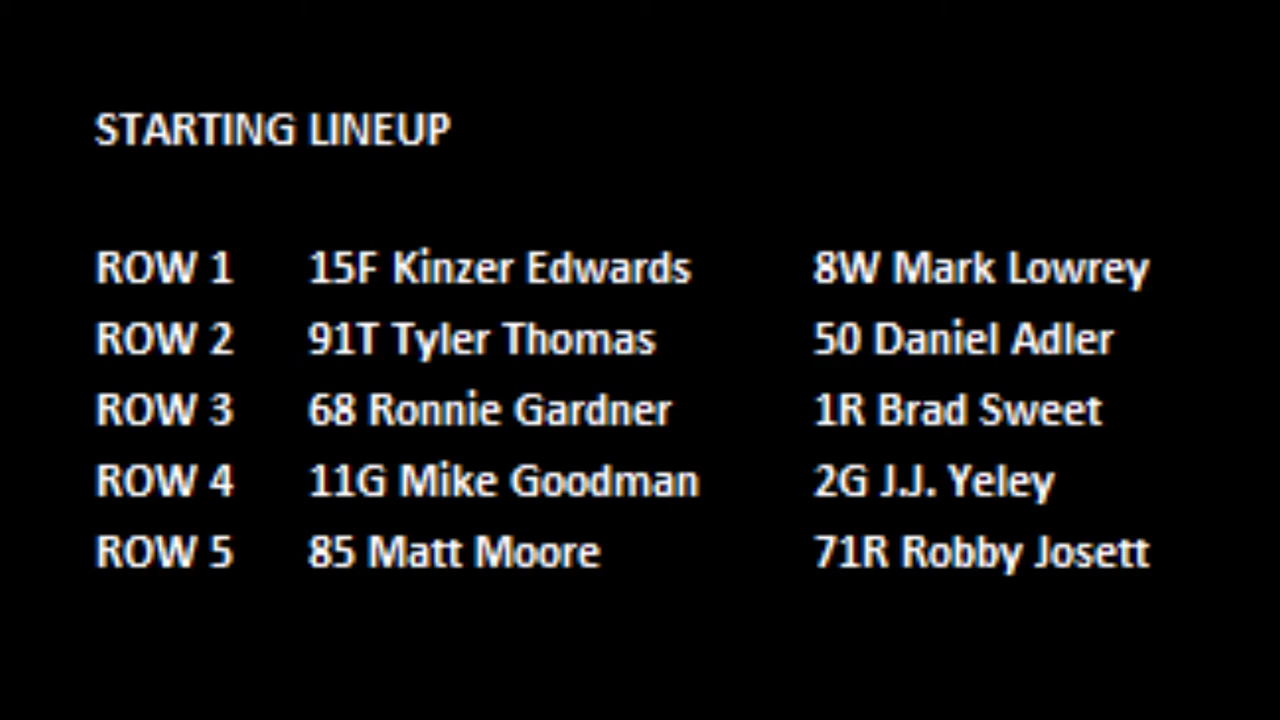 STARTING LINEUP
ROW 1 15F Kinzer Edwards 8W Mark Lowrey
ROW 2 91T Tyler Thomas 50 Daniel Adler
ROW 3 68 Ronnie Gardner 1R Brad Sweet
ROW 4 11G Mike Goodman 2G J.J. Yeley
ROW 5 85 Matt Moore 71R Robby Josett